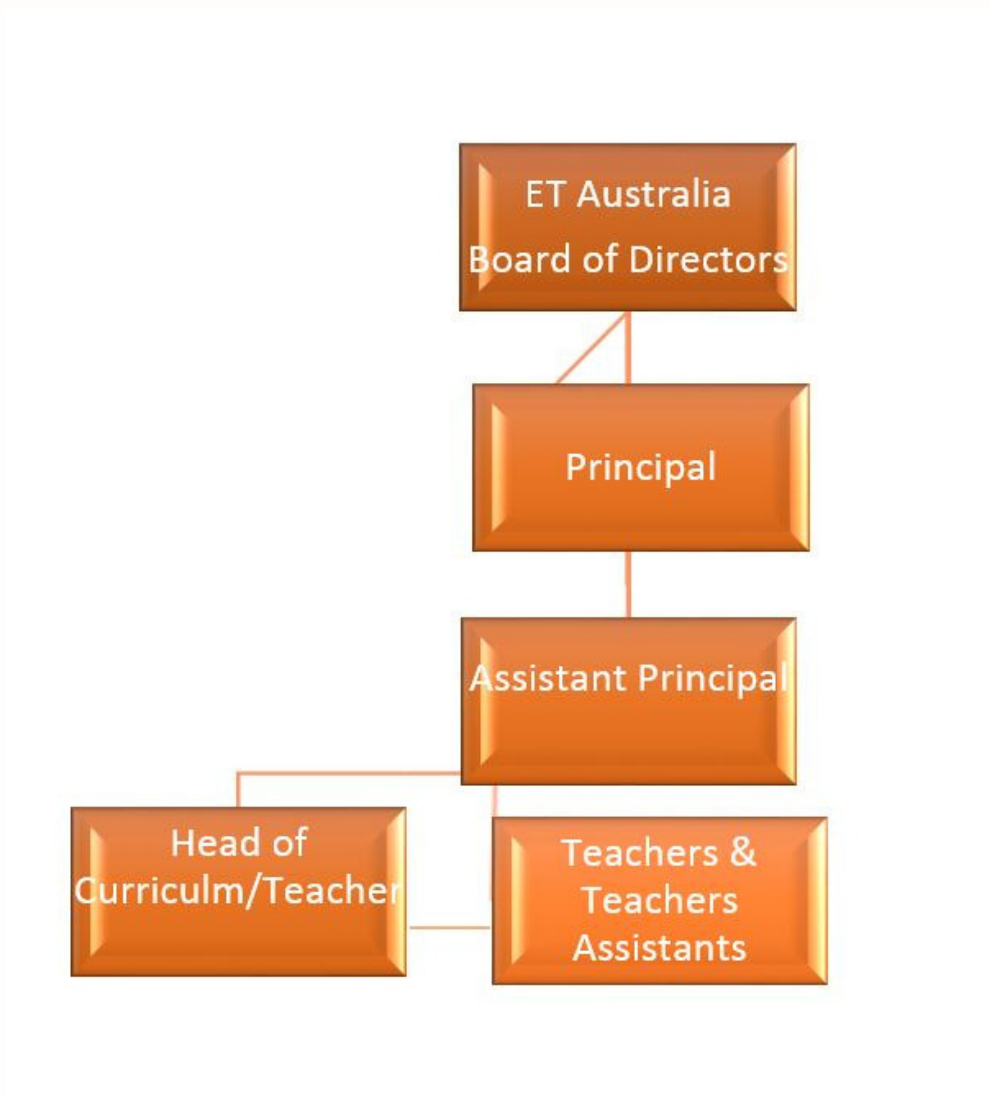 ET Australia
Board of Directors
Principal
Assistant Principal
Head of
Curriculm/Teacher
Teachers &
Teachers
Assistants